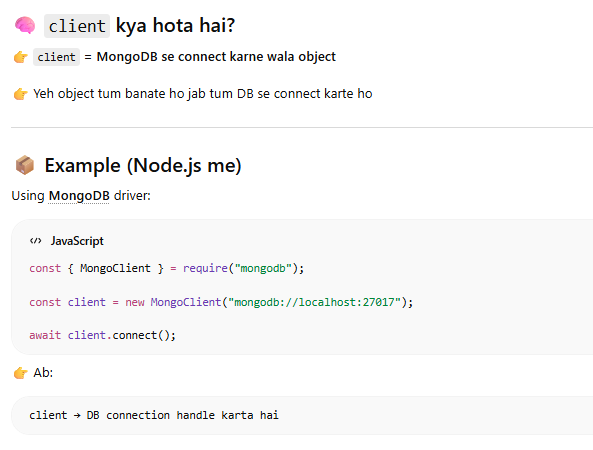 🧠 client kya hota hai?
👉 client = MongoDB se connect karne wala object
👉 Yeh object tum banate ho jab tum DB se connect karte ho
📦 Example (Node.js me)
Using MongoDB driver:
</> JavaScript
const { MongoClient } = require("mongodb");
const client = new MongoClient("mongodb://localhost:27017");
await client.connect();
👉 Ab:
client → DB connection handle karta hai